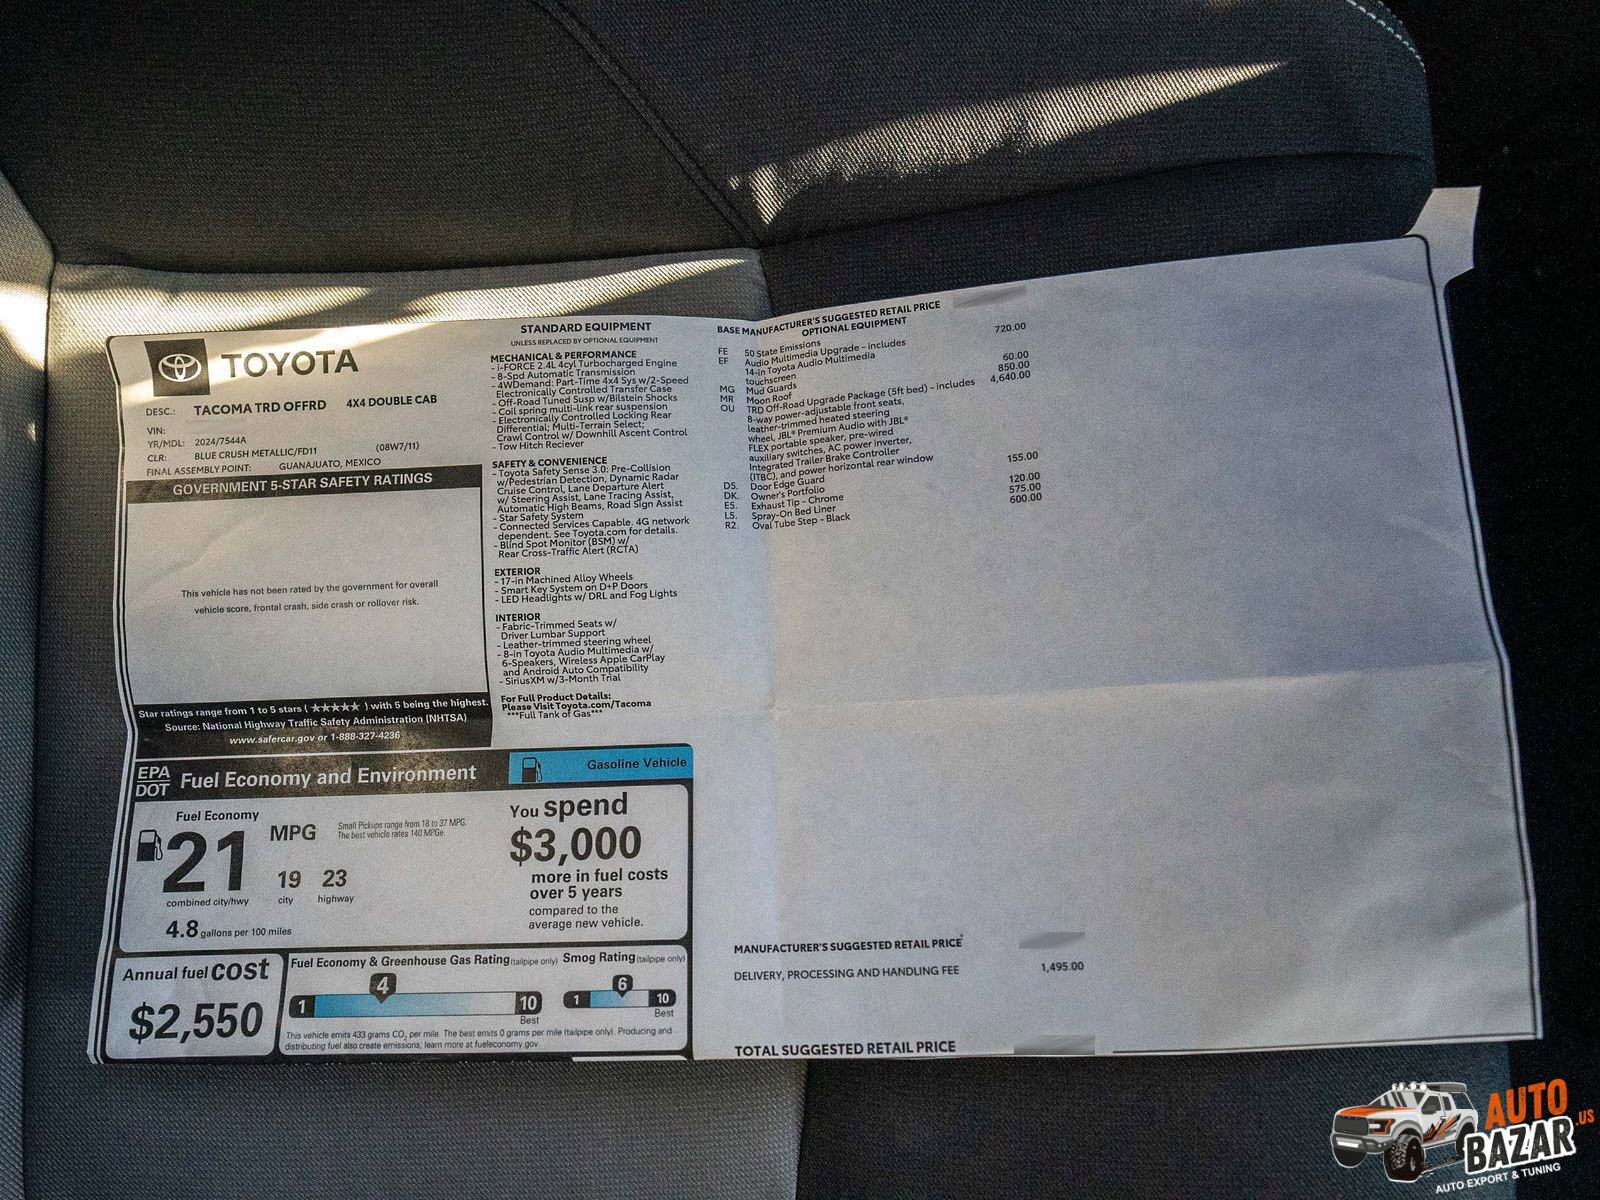 TOYOTA
DESC.: TACOMA TRD OFFRD 4X4 DOUBLE CAB
VIN:
YR/MDL: 2024/7544A
CLR: BLUE CRUSH METALLIC/FD11 (08W7/11)
FINAL ASSEMBLY POINT: GUANAJUATO, MEXICO
GOVERNMENT 5-STAR SAFETY RATINGS
This vehicle has not been rated by the government for overall
vehicle score, frontal crash, side crash or rollover risk.
Star ratings range from 1 to 5 stars ( ★★★★★ ) with 5 being the highest.
Source: National Highway Traffic Safety Administration (NHTSA)
www.safercar.gov or 1-888-327-4236
STANDARD EQUIPMENT
UNLESS REPLACED BY OPTIONAL EQUIPMENT
MECHANICAL & PERFORMANCE
- i-FORCE 2.4L 4cyl Turbocharged Engine
- 8-Spd Automatic Transmission
- 4WDemand: Part-Time 4x4 Sys w/2-Speed
Electronically Controlled Transfer Case
- Off-Road Tuned Susp w/Bilstein Shocks
- Coil spring multi-link rear suspension
- Electronically Controlled Locking Rear
Differential; Multi-Terrain Select;
Crawl Control w/ Downhill Ascent Control
- Tow Hitch Reciever
SAFETY & CONVENIENCE
- Toyota Safety Sense 3.0: Pre-Collision
w/Pedestrian Detection, Dynamic Radar
Cruise Control, Lane Departure Alert
w/ Steering Assist, Lane Tracing Assist,
Automatic High Beams, Road Sign Assist
- Star Safety System
- Connected Services Capable. 4G network
dependent. See Toyota.com for details.
- Blind Spot Monitor (BSM) w/
Rear Cross-Traffic Alert (RCTA)
EXTERIOR
- 17-in Machined Alloy Wheels
- Smart Key System on D+P Doors
- LED Headlights w/ DRL and Fog Lights
INTERIOR
- Fabric-Trimmed Seats w/
Driver Lumbar Support
- Leather-trimmed steering wheel
- 8-in Toyota Audio Multimedia w/
6-Speakers, Wireless Apple CarPlay
and Android Auto Compatibility
- SiriusXM w/3-Month Trial
For Full Product Details:
Please Visit Toyota.com/Tacoma
***Full Tank of Gas***
EPA
DOT
Fuel Economy and Environment
Gasoline Vehicle
Fuel Economy
21 MPG
Small Pickups range from 18 to 37 MPG.
The best vehicle rates 140 MPGe.
19 23
combined city/hwy city highway
4.8 gallons per 100 miles
You spend
$3,000
more in fuel costs
over 5 years
compared to the
average new vehicle.
Annual fuel cost
$2,550
Fuel Economy & Greenhouse Gas Rating (tailpipe only)
1 4 10
Best
Smog Rating (tailpipe only)
1 6 10
Best
This vehicle emits 433 grams CO2 per mile. The best emits 0 grams per mile (tailpipe only). Producing and
distributing fuel also create emissions; learn more at fueleconomy.gov.
BASE MANUFACTURER'S SUGGESTED RETAIL PRICE
OPTIONAL EQUIPMENT
FE 50 State Emissions
EF Audio Multimedia Upgrade - includes 720.00
14-in Toyota Audio Multimedia
touchscreen
MG Mud Guards 60.00
MR Moon Roof 850.00
OU TRD Off-Road Upgrade Package (5ft bed) - includes 4,640.00
8-way power-adjustable front seats,
leather-trimmed heated steering
wheel, JBL® Premium Audio with JBL®
FLEX portable speaker, pre-wired
auxiliary switches, AC power inverter,
Integrated Trailer Brake Controller
(ITBC), and power horizontal rear window
D5. Door Edge Guard 155.00
DK. Owner's Portfolio
E5. Exhaust Tip - Chrome 120.00
L5. Spray-On Bed Liner 575.00
R2. Oval Tube Step - Black 600.00
MANUFACTURER'S SUGGESTED RETAIL PRICE
DELIVERY, PROCESSING AND HANDLING FEE 1,495.00
TOTAL SUGGESTED RETAIL PRICE
AUTO
BAZAR.US
AUTO EXPORT & TUNING